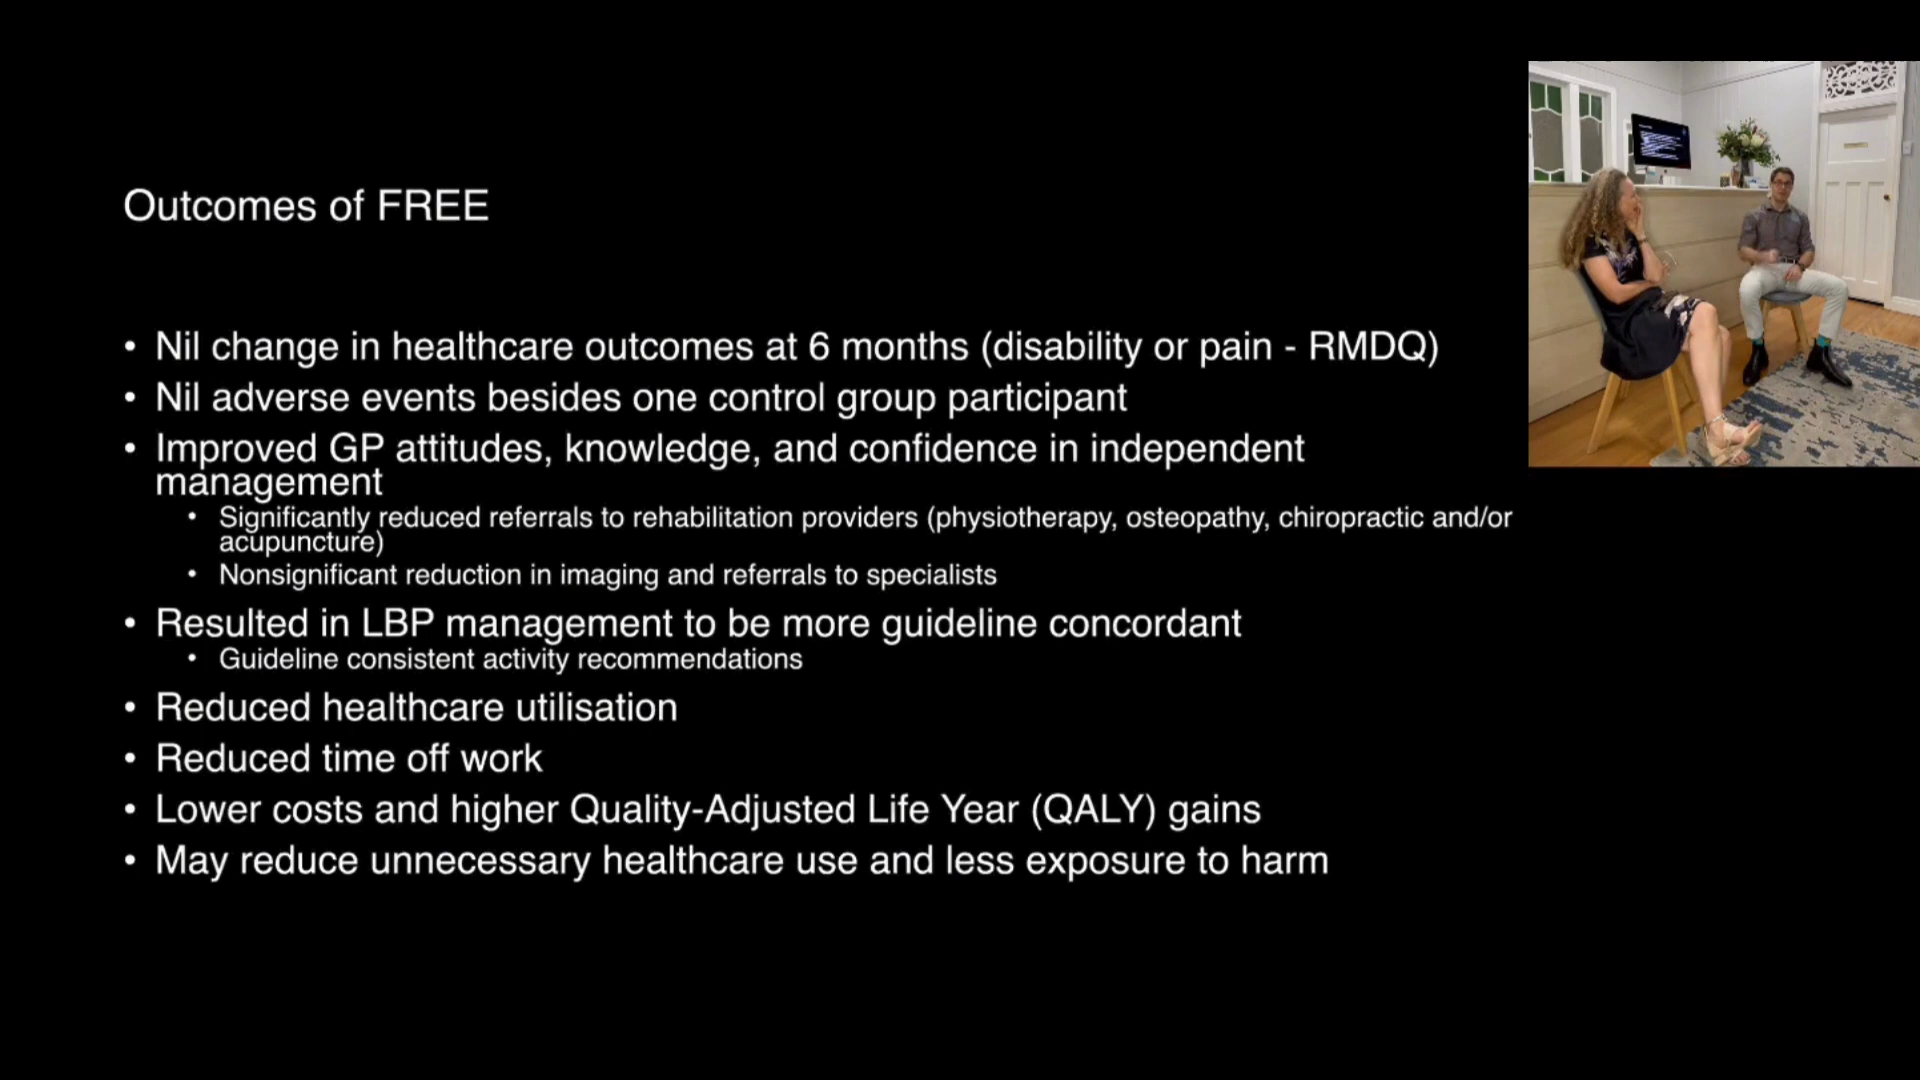 Outcomes of FREE
• Nil change in healthcare outcomes at 6 months (disability or pain - RMDQ)
• Nil adverse events besides one control group participant
• Improved GP attitudes, knowledge, and confidence in independent
management
• Significantly reduced referrals to rehabilitation providers (physiotherapy, osteopathy, chiropractic and/or
acupuncture)
• Nonsignificant reduction in imaging and referrals to specialists
• Resulted in LBP management to be more guideline concordant
• Guideline consistent activity recommendations
• Reduced healthcare utilisation
• Reduced time off work
• Lower costs and higher Quality-Adjusted Life Year (QALY) gains
• May reduce unnecessary healthcare use and less exposure to harm